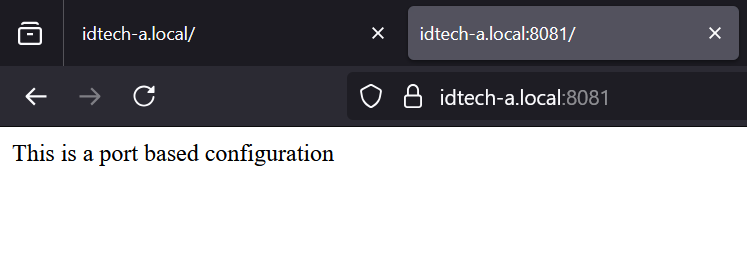 idtech-a.local/
idtech-a.local:8081/
idtech-a.local:8081
This is a port based configuration